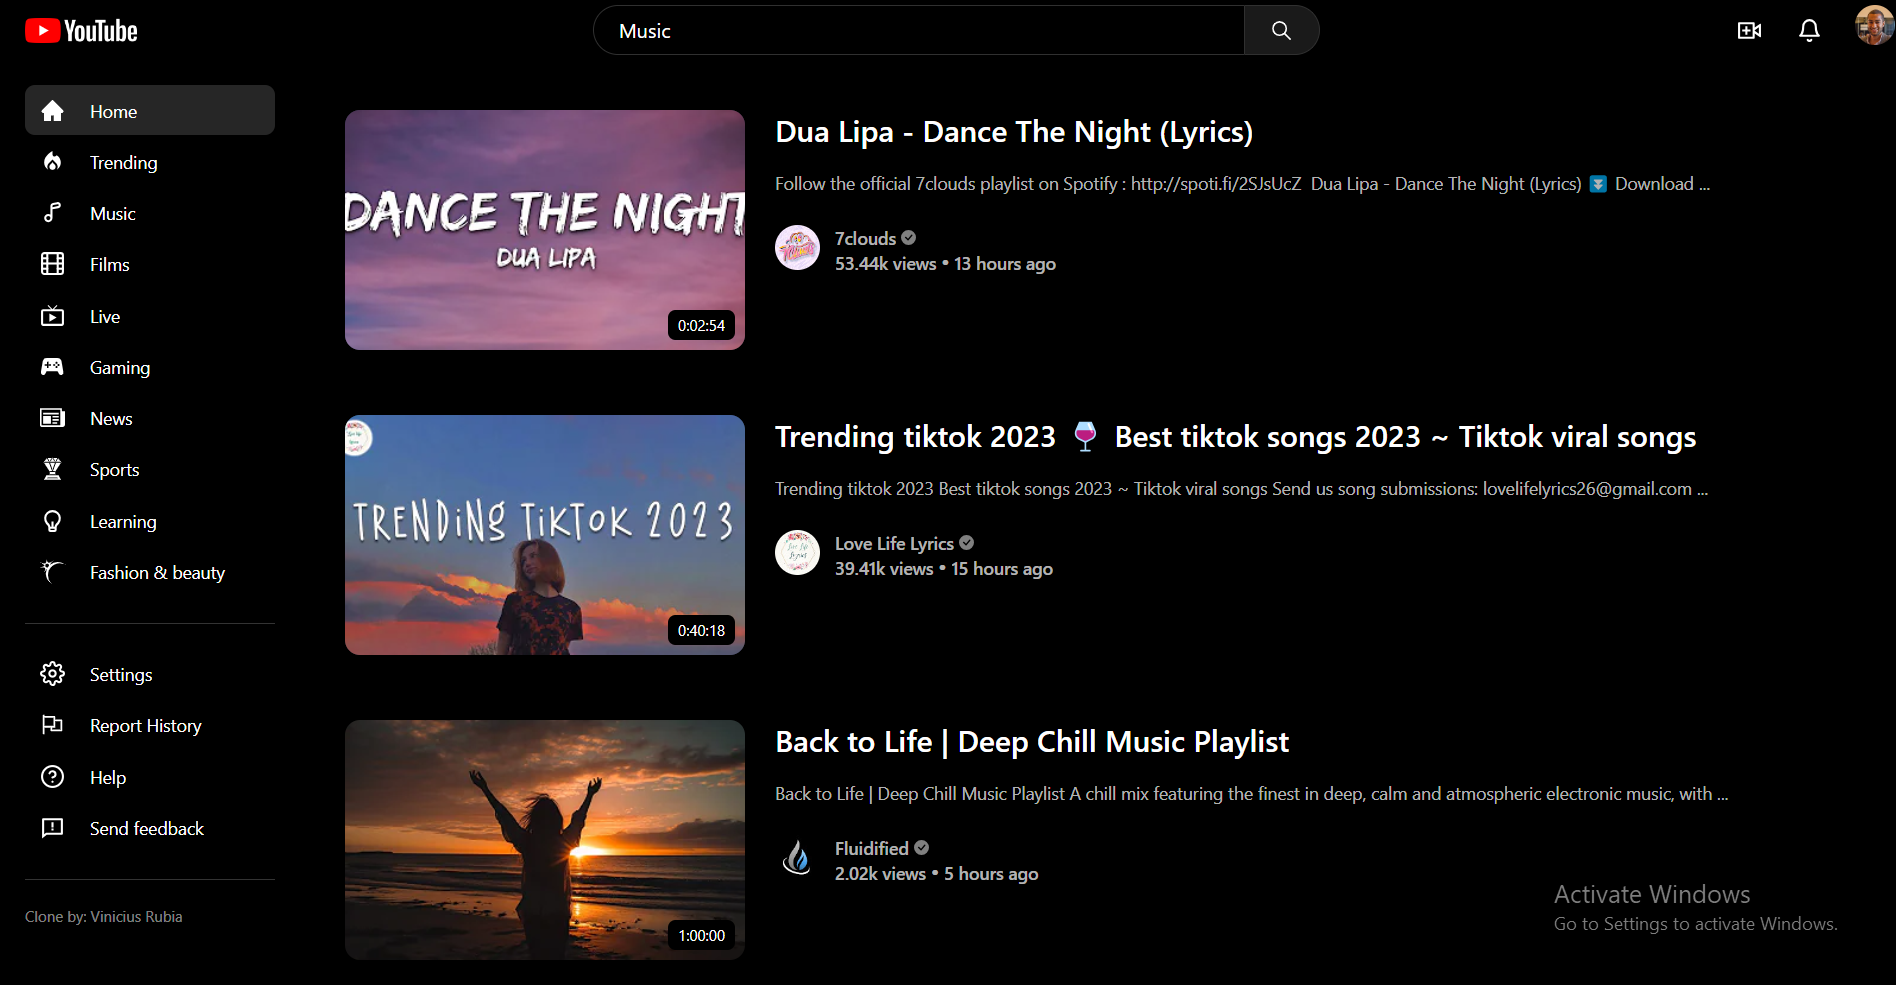 YouTube
Music
Home
Trending
Music
Films
Live
Gaming
News
Sports
Learning
Fashion & beauty
Settings
Report History
Help
Send feedback
Clone by: Vinicius Rubia
DANCE THE NIGHT
DUA LIPA
0:02:54
Dua Lipa - Dance The Night (Lyrics)
Follow the official 7clouds playlist on Spotify : http://spoti.fi/2SJsUcZ  Dua Lipa - Dance The Night (Lyrics) ⏬ Download ...
7clouds
53.44k views • 13 hours ago
TRENDING TIKTOK 2023
0:40:18
Trending tiktok 2023 🍷 Best tiktok songs 2023 ~ Tiktok viral songs
Trending tiktok 2023 Best tiktok songs 2023 ~ Tiktok viral songs Send us song submissions: lovelifelyrics26@gmail.com ...
Love Life Lyrics
39.41k views • 15 hours ago
1:00:00
Back to Life | Deep Chill Music Playlist
Back to Life | Deep Chill Music Playlist A chill mix featuring the finest in deep, calm and atmospheric electronic music, with ...
Fluidified
2.02k views • 5 hours ago
Activate Windows
Go to Settings to activate Windows.